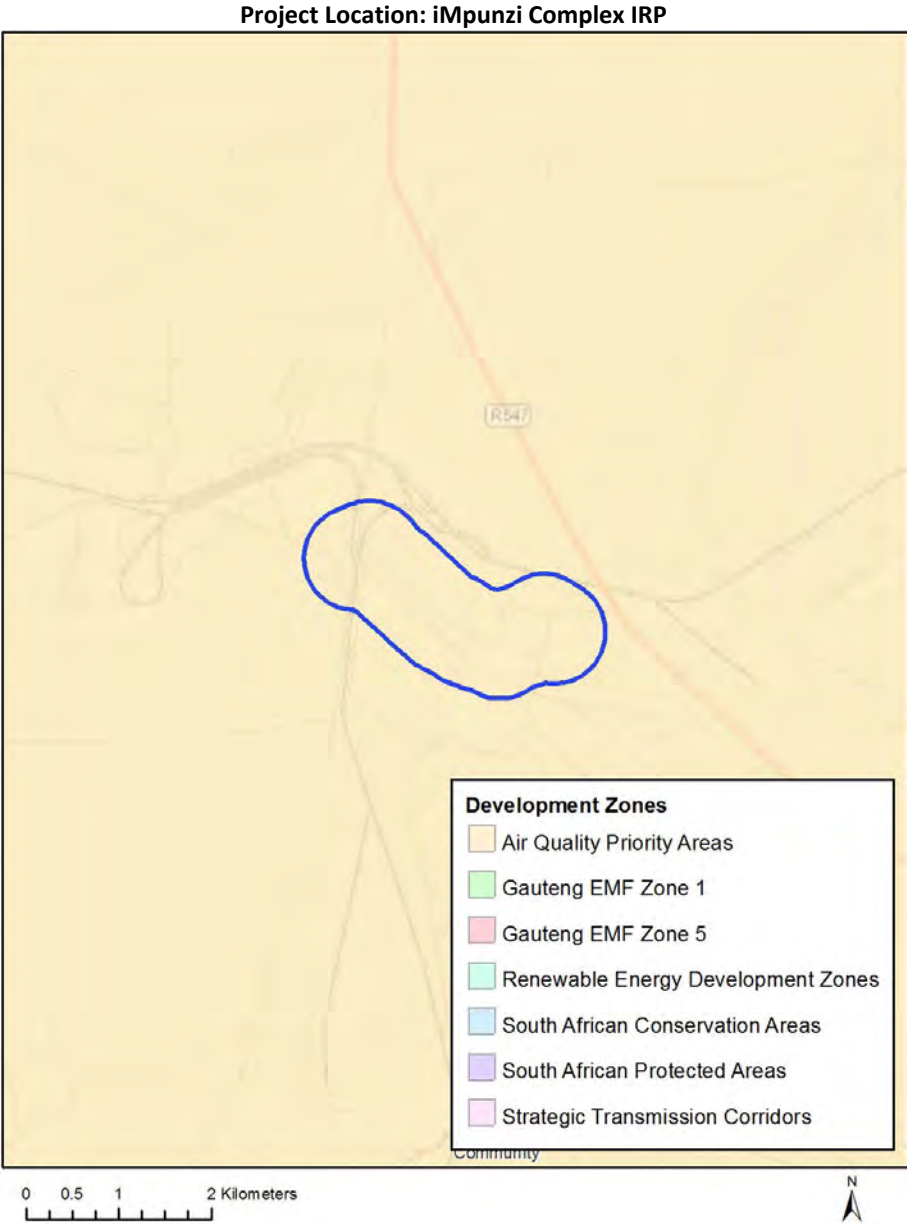 Project Location: iMpunzi Complex IRP
R547
Development Zones
Air Quality Priority Areas
Gauteng EMF Zone 1
Gauteng EMF Zone 5
Renewable Energy Development Zones
South African Conservation Areas
South African Protected Areas
Strategic Transmission Corridors
Community
0 0.5 1 2 Kilometers
N